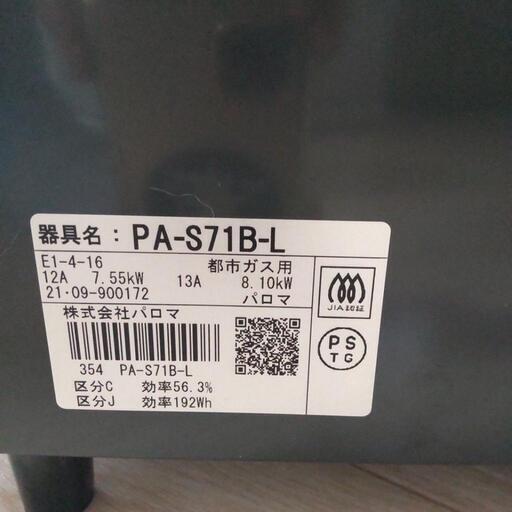 器具名：PA-S71B-L
E1-4-16 都市ガス用
12A 7.55kW 13A 8.10kW
21・09-900172 パロマ
株式会社パロマ
354 PA-S71B-L
区分C 効率56.3%
区分J 効率192Wh
JIA認証
PS
TG